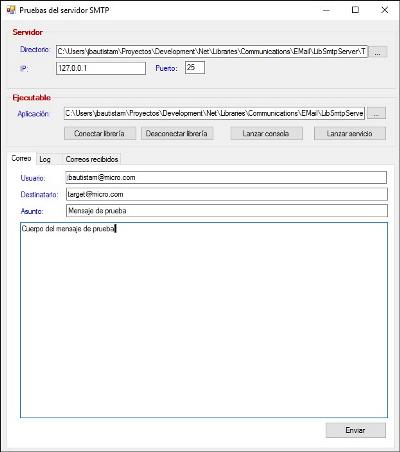 Pruebas del servidor SMTP
Servidor
Directorio: C:\Users\jbautistam\Proyectos\Development\Net\Libraries\Communications\EMail\LibSmtpServer\T ...
IP: 127.0.0.1 Puerto: 25
Ejecutable
Aplicación: C:\Users\jbautistam\Proyectos\Development\Net\Libraries\Communications\EMail\LibSmtpServe ...
Conectar librería Desconectar librería Lanzar consola Lanzar servicio
Correo Log Correos recibidos
Usuario: jbautistam@micro.com
Destinatario: target@micro.com
Asunto: Mensaje de prueba
Cuerpo del mensaje de prueba
Enviar